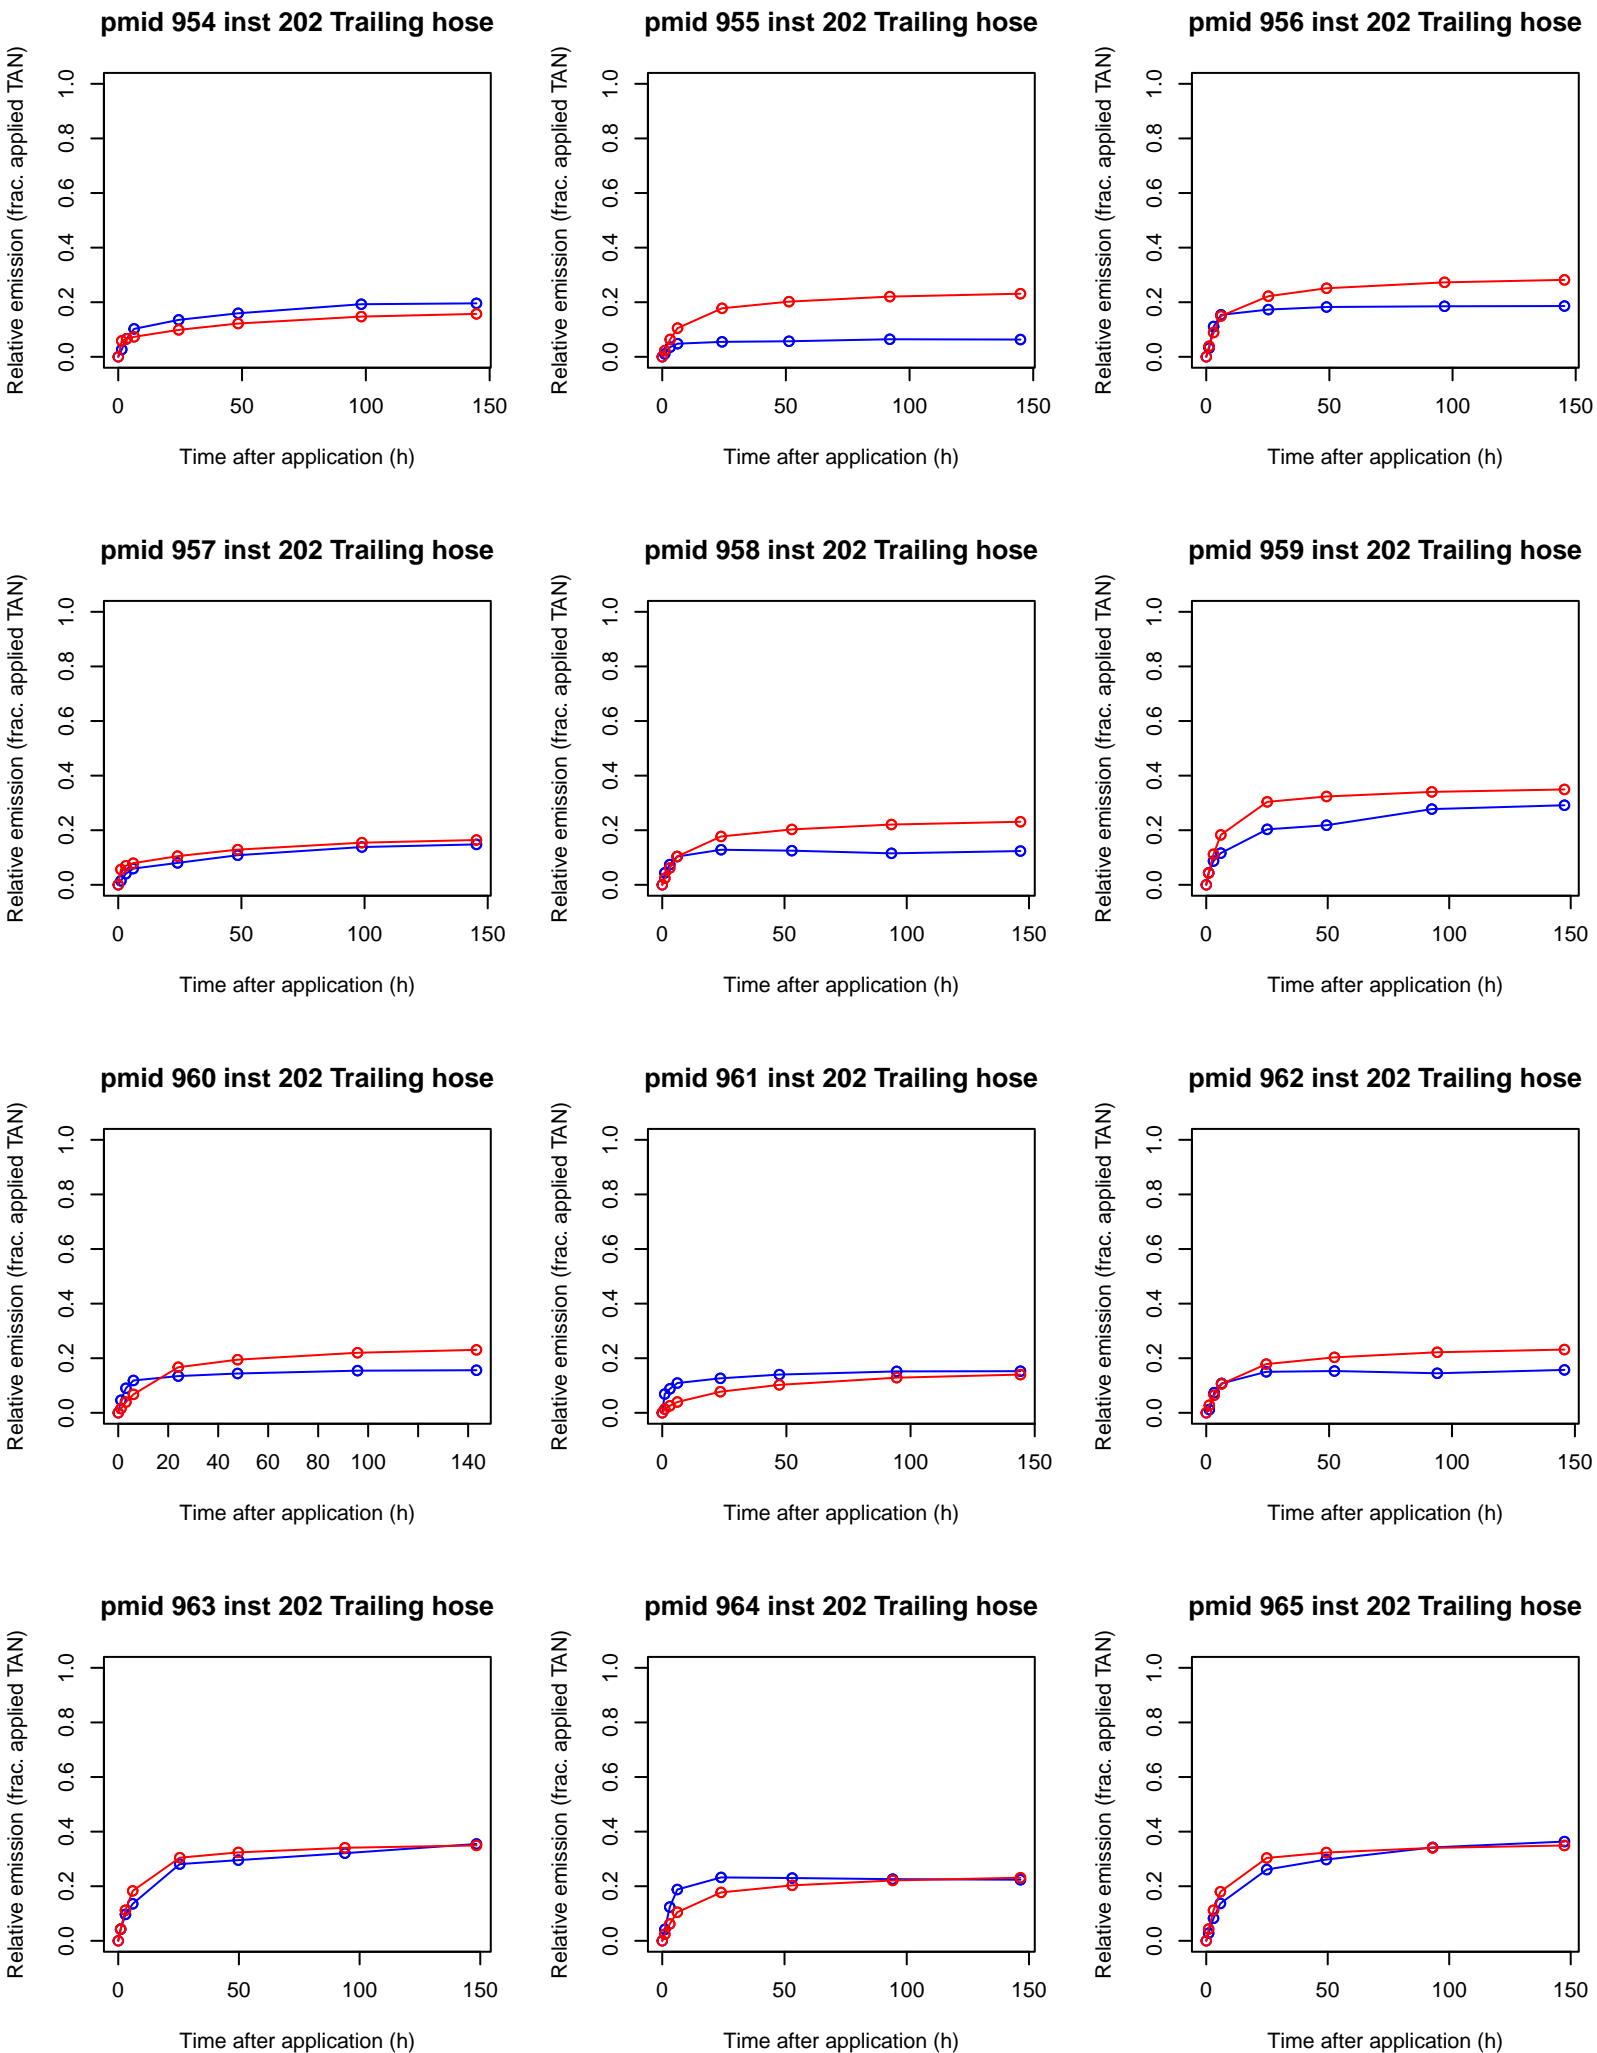 pmid 954 inst 202 Trailing hose
Relative emission (frac. applied TAN)
0.0 0.2 0.4 0.6 0.8 1.0
0 50 100 150
Time after application (h)
pmid 955 inst 202 Trailing hose
Relative emission (frac. applied TAN)
0.0 0.2 0.4 0.6 0.8 1.0
0 50 100 150
Time after application (h)
pmid 956 inst 202 Trailing hose
Relative emission (frac. applied TAN)
0.0 0.2 0.4 0.6 0.8 1.0
0 50 100 150
Time after application (h)
pmid 957 inst 202 Trailing hose
Relative emission (frac. applied TAN)
0.0 0.2 0.4 0.6 0.8 1.0
0 50 100 150
Time after application (h)
pmid 958 inst 202 Trailing hose
Relative emission (frac. applied TAN)
0.0 0.2 0.4 0.6 0.8 1.0
0 50 100 150
Time after application (h)
pmid 959 inst 202 Trailing hose
Relative emission (frac. applied TAN)
0.0 0.2 0.4 0.6 0.8 1.0
0 50 100 150
Time after application (h)
pmid 960 inst 202 Trailing hose
Relative emission (frac. applied TAN)
0.0 0.2 0.4 0.6 0.8 1.0
0 20 40 60 80 100 140
Time after application (h)
pmid 961 inst 202 Trailing hose
Relative emission (frac. applied TAN)
0.0 0.2 0.4 0.6 0.8 1.0
0 50 100 150
Time after application (h)
pmid 962 inst 202 Trailing hose
Relative emission (frac. applied TAN)
0.0 0.2 0.4 0.6 0.8 1.0
0 50 100 150
Time after application (h)
pmid 963 inst 202 Trailing hose
Relative emission (frac. applied TAN)
0.0 0.2 0.4 0.6 0.8 1.0
0 50 100 150
Time after application (h)
pmid 964 inst 202 Trailing hose
Relative emission (frac. applied TAN)
0.0 0.2 0.4 0.6 0.8 1.0
0 50 100 150
Time after application (h)
pmid 965 inst 202 Trailing hose
Relative emission (frac. applied TAN)
0.0 0.2 0.4 0.6 0.8 1.0
0 50 100 150
Time after application (h)